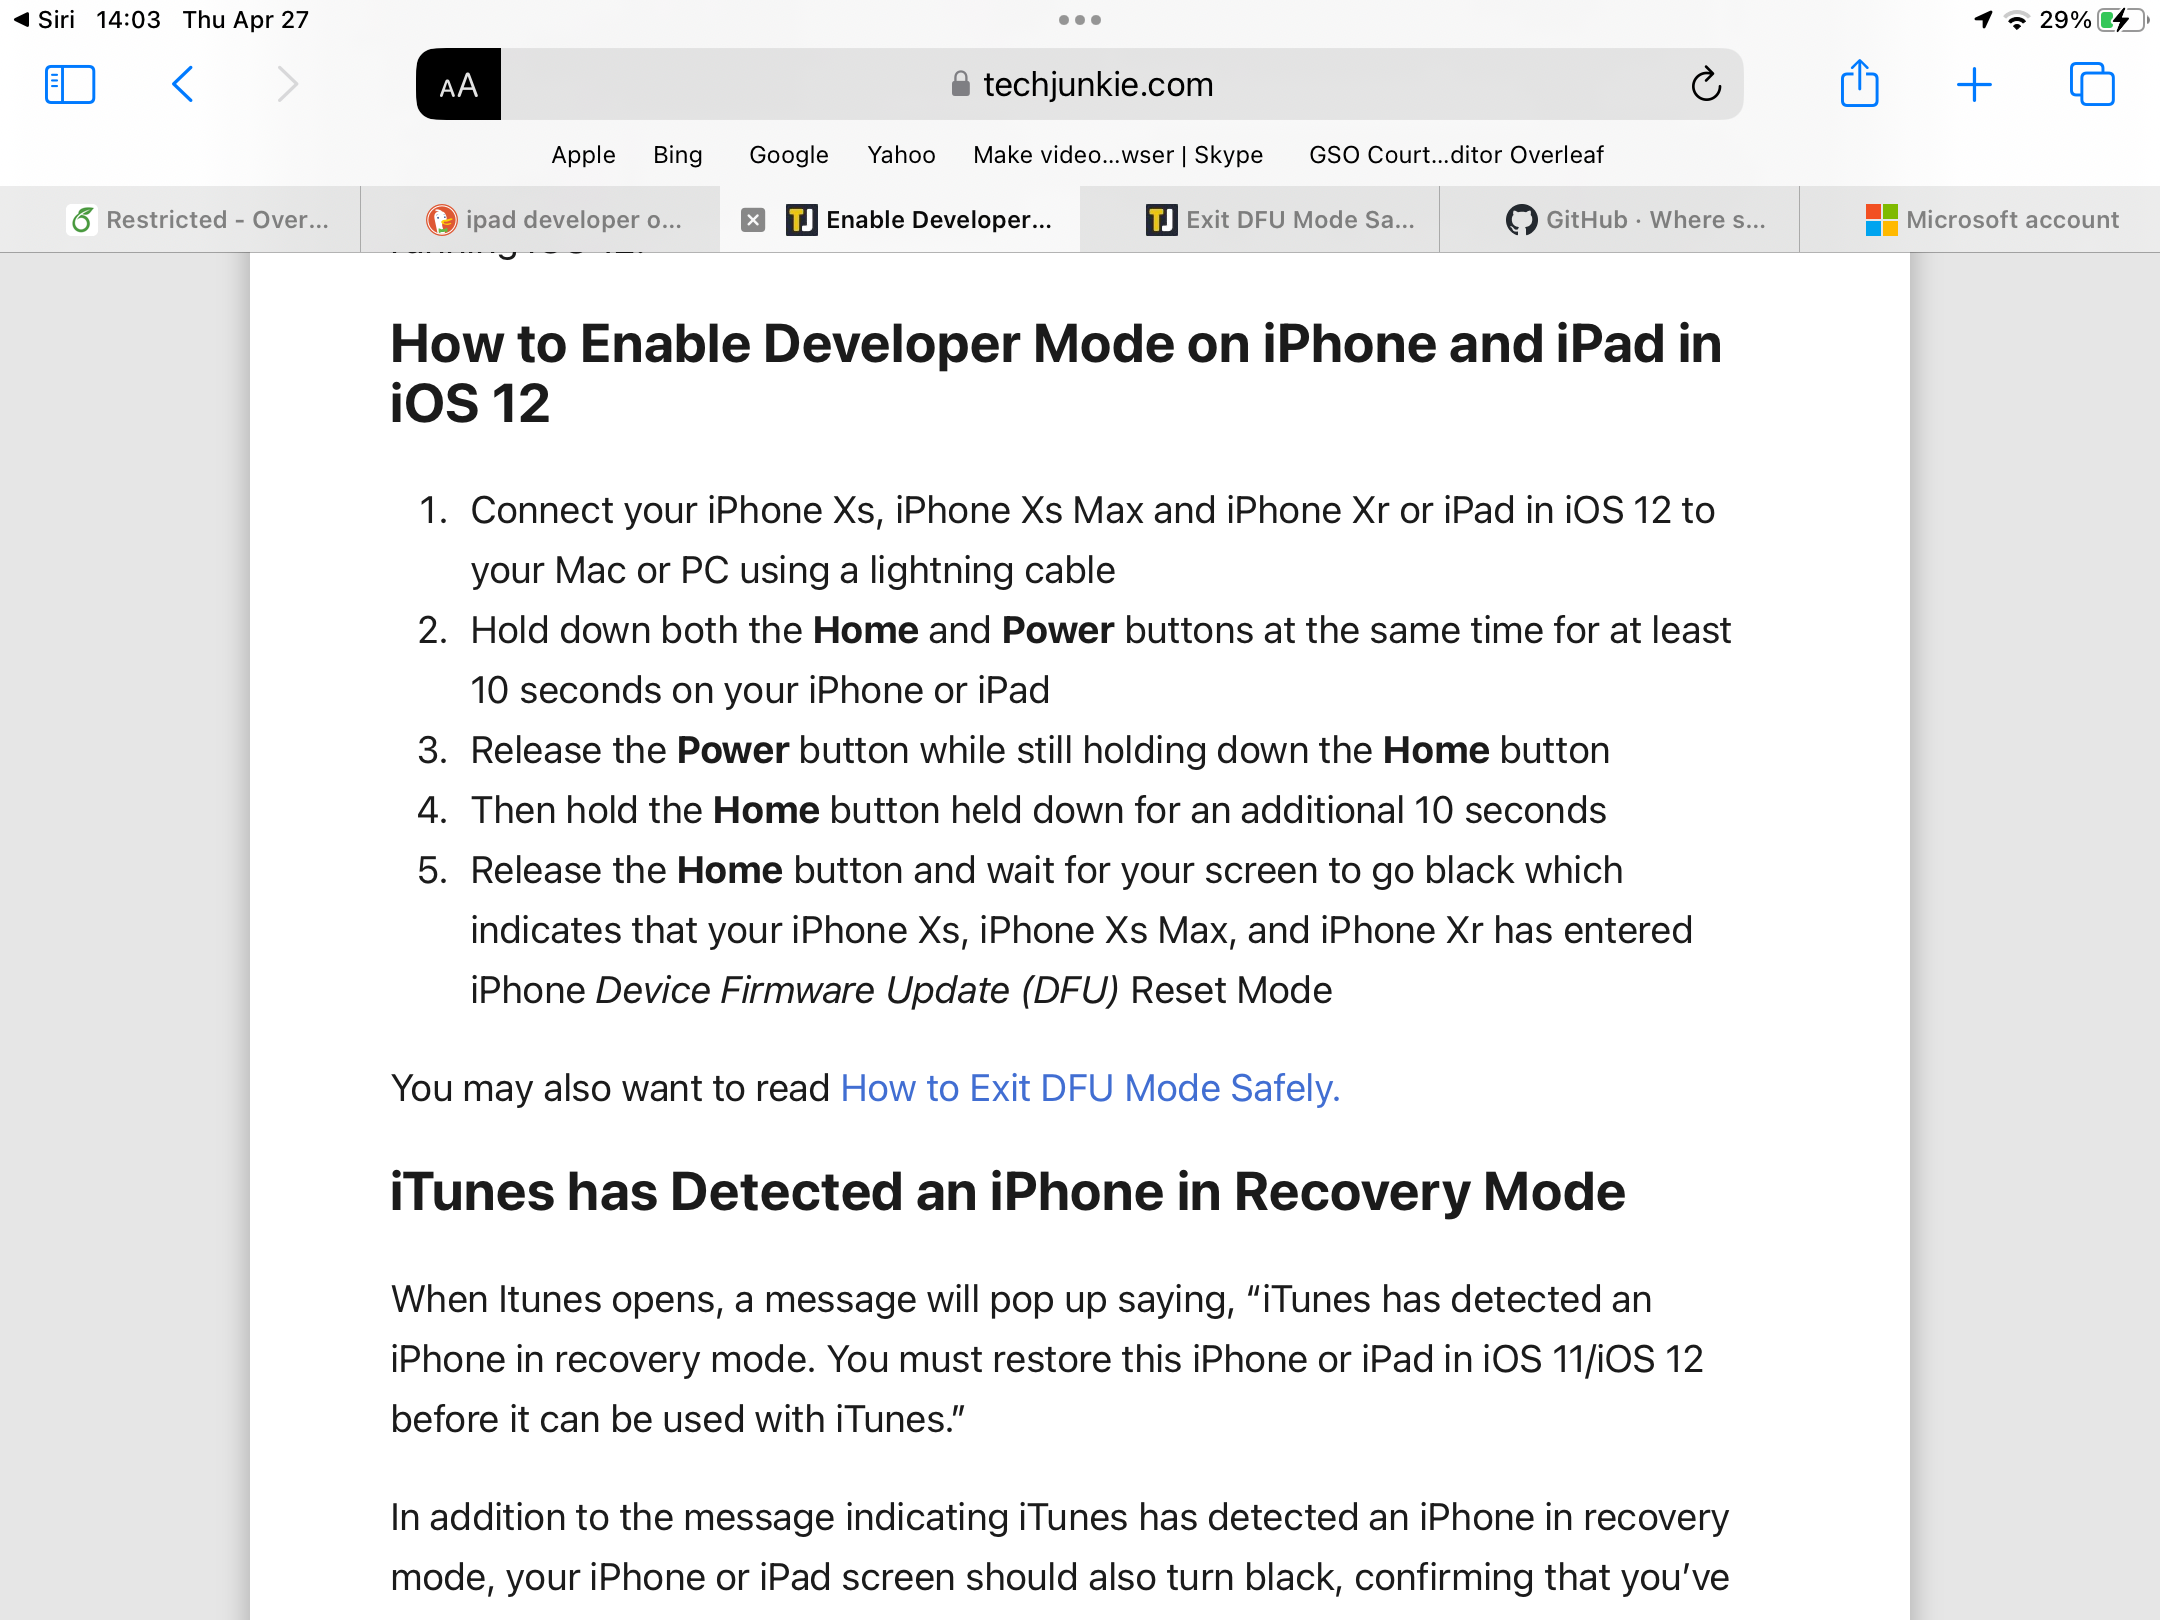 Siri 14:03 Thu Apr 27 29%
AA techjunkie.com
Apple Bing Google Yahoo Make video...wser | Skype GSO Court...ditor Overleaf
Restricted - Over... ipad developer o... TJ Enable Developer... TJ Exit DFU Mode Sa... GitHub · Where s... Microsoft account
running iOS 12.
How to Enable Developer Mode on iPhone and iPad in
iOS 12
1. Connect your iPhone Xs, iPhone Xs Max and iPhone Xr or iPad in iOS 12 to
your Mac or PC using a lightning cable
2. Hold down both the Home and Power buttons at the same time for at least
10 seconds on your iPhone or iPad
3. Release the Power button while still holding down the Home button
4. Then hold the Home button held down for an additional 10 seconds
5. Release the Home button and wait for your screen to go black which
indicates that your iPhone Xs, iPhone Xs Max, and iPhone Xr has entered
iPhone Device Firmware Update (DFU) Reset Mode
You may also want to read How to Exit DFU Mode Safely.
iTunes has Detected an iPhone in Recovery Mode
When Itunes opens, a message will pop up saying, “iTunes has detected an
iPhone in recovery mode. You must restore this iPhone or iPad in iOS 11/iOS 12
before it can be used with iTunes.”
In addition to the message indicating iTunes has detected an iPhone in recovery
mode, your iPhone or iPad screen should also turn black, confirming that you’ve